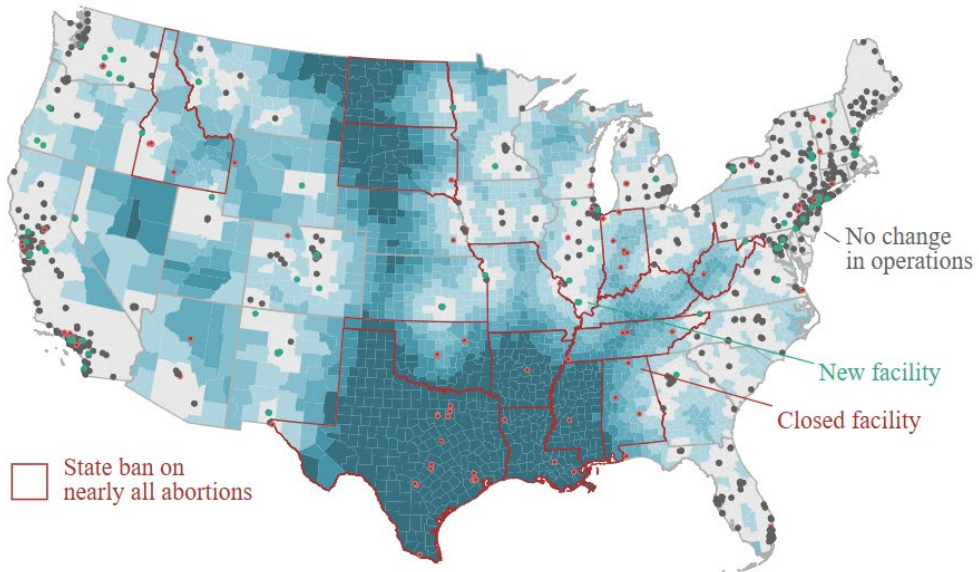 No change
in operations
New facility
Closed facility
State ban on
nearly all abortions